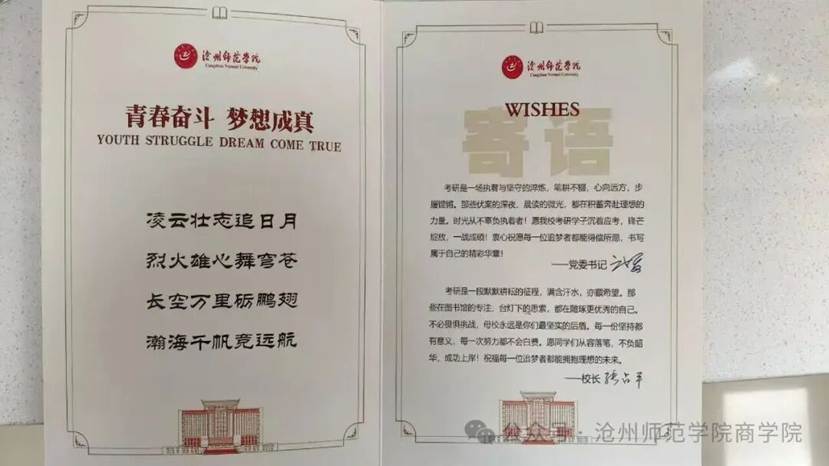 沧州师范学院
Cangzhou Normal University
青春奋斗 梦想成真
YOUTH STRUGGLE DREAM COME TRUE
凌云壮志追日月
烈火雄心舞穹苍
长空万里砺鹏翅
瀚海千帆竞远航
沧州师范学院
Cangzhou Normal University
WISHES
寄语
考研是一场执着与坚守的淬炼，笔耕不辍，心向远方，步
履铿锵。那些伏案的深夜、晨读的微光，都在积蓄奔赴理想的
力量。时光从不辜负执着者！愿我校考研学子沉着应考，锋芒
绽放，一战成硕！衷心祝愿每一位追梦者都能得偿所愿，书写
属于自己的精彩华章！
——党委书记
考研是一段默默耕耘的征程，满含汗水，亦藏希望。那
些在图书馆的专注、台灯下的思索，都在雕琢更优秀的自己。
不必畏惧挑战，母校永远是你们最坚实的后盾。每一份坚持都
有意义，每一次努力都不会白费。愿同学们从容落笔，不负韶
华，成功上岸！祝福每一位追梦者都能拥抱理想的未来。
——校长 张占平
公众号 · 沧州师范学院商学院